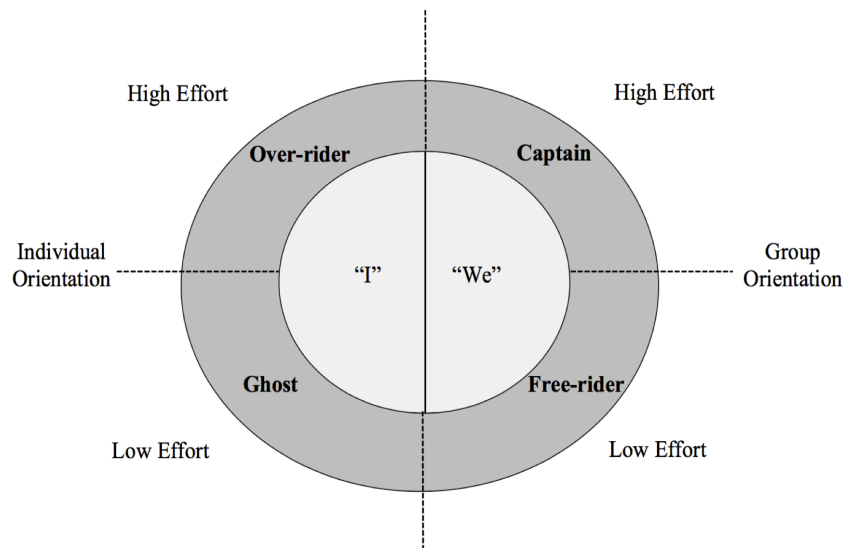 High Effort
High Effort
Over-rider
Captain
Individual
Orientation
“I”
“We”
Group
Orientation
Ghost
Free-rider
Low Effort
Low Effort